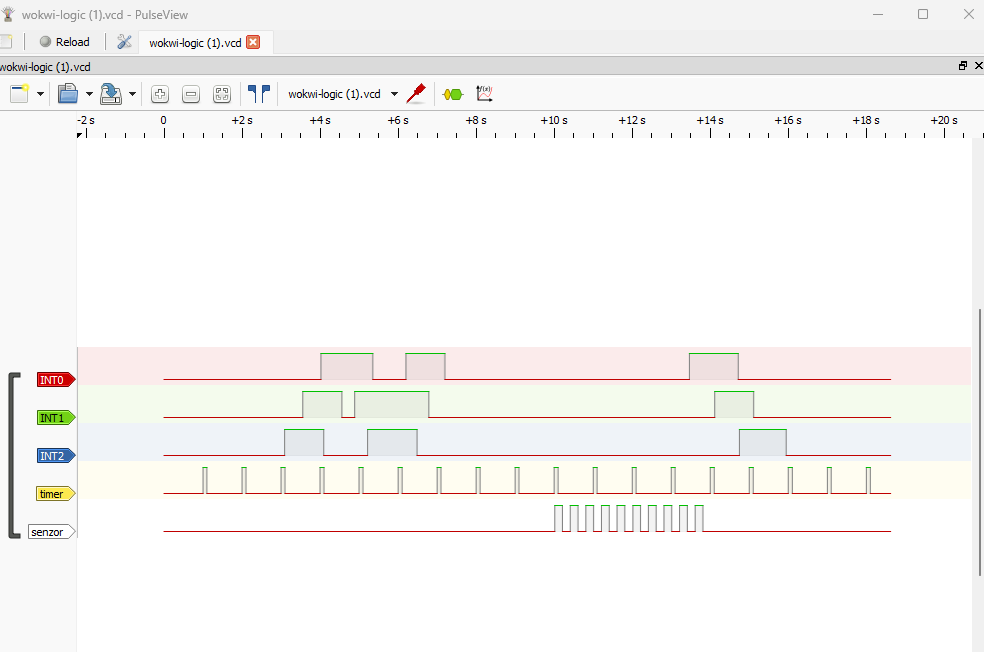 wokwi-logic (1).vcd - PulseView
Reload
wokwi-logic (1).vcd
wokwi-logic (1).vcd
wokwi-logic (1).vcd
f(x)
-2 s 0 +2 s +4 s +6 s +8 s +10 s +12 s +14 s +16 s +18 s +20 s
INT0
INT1
INT2
timer
senzor